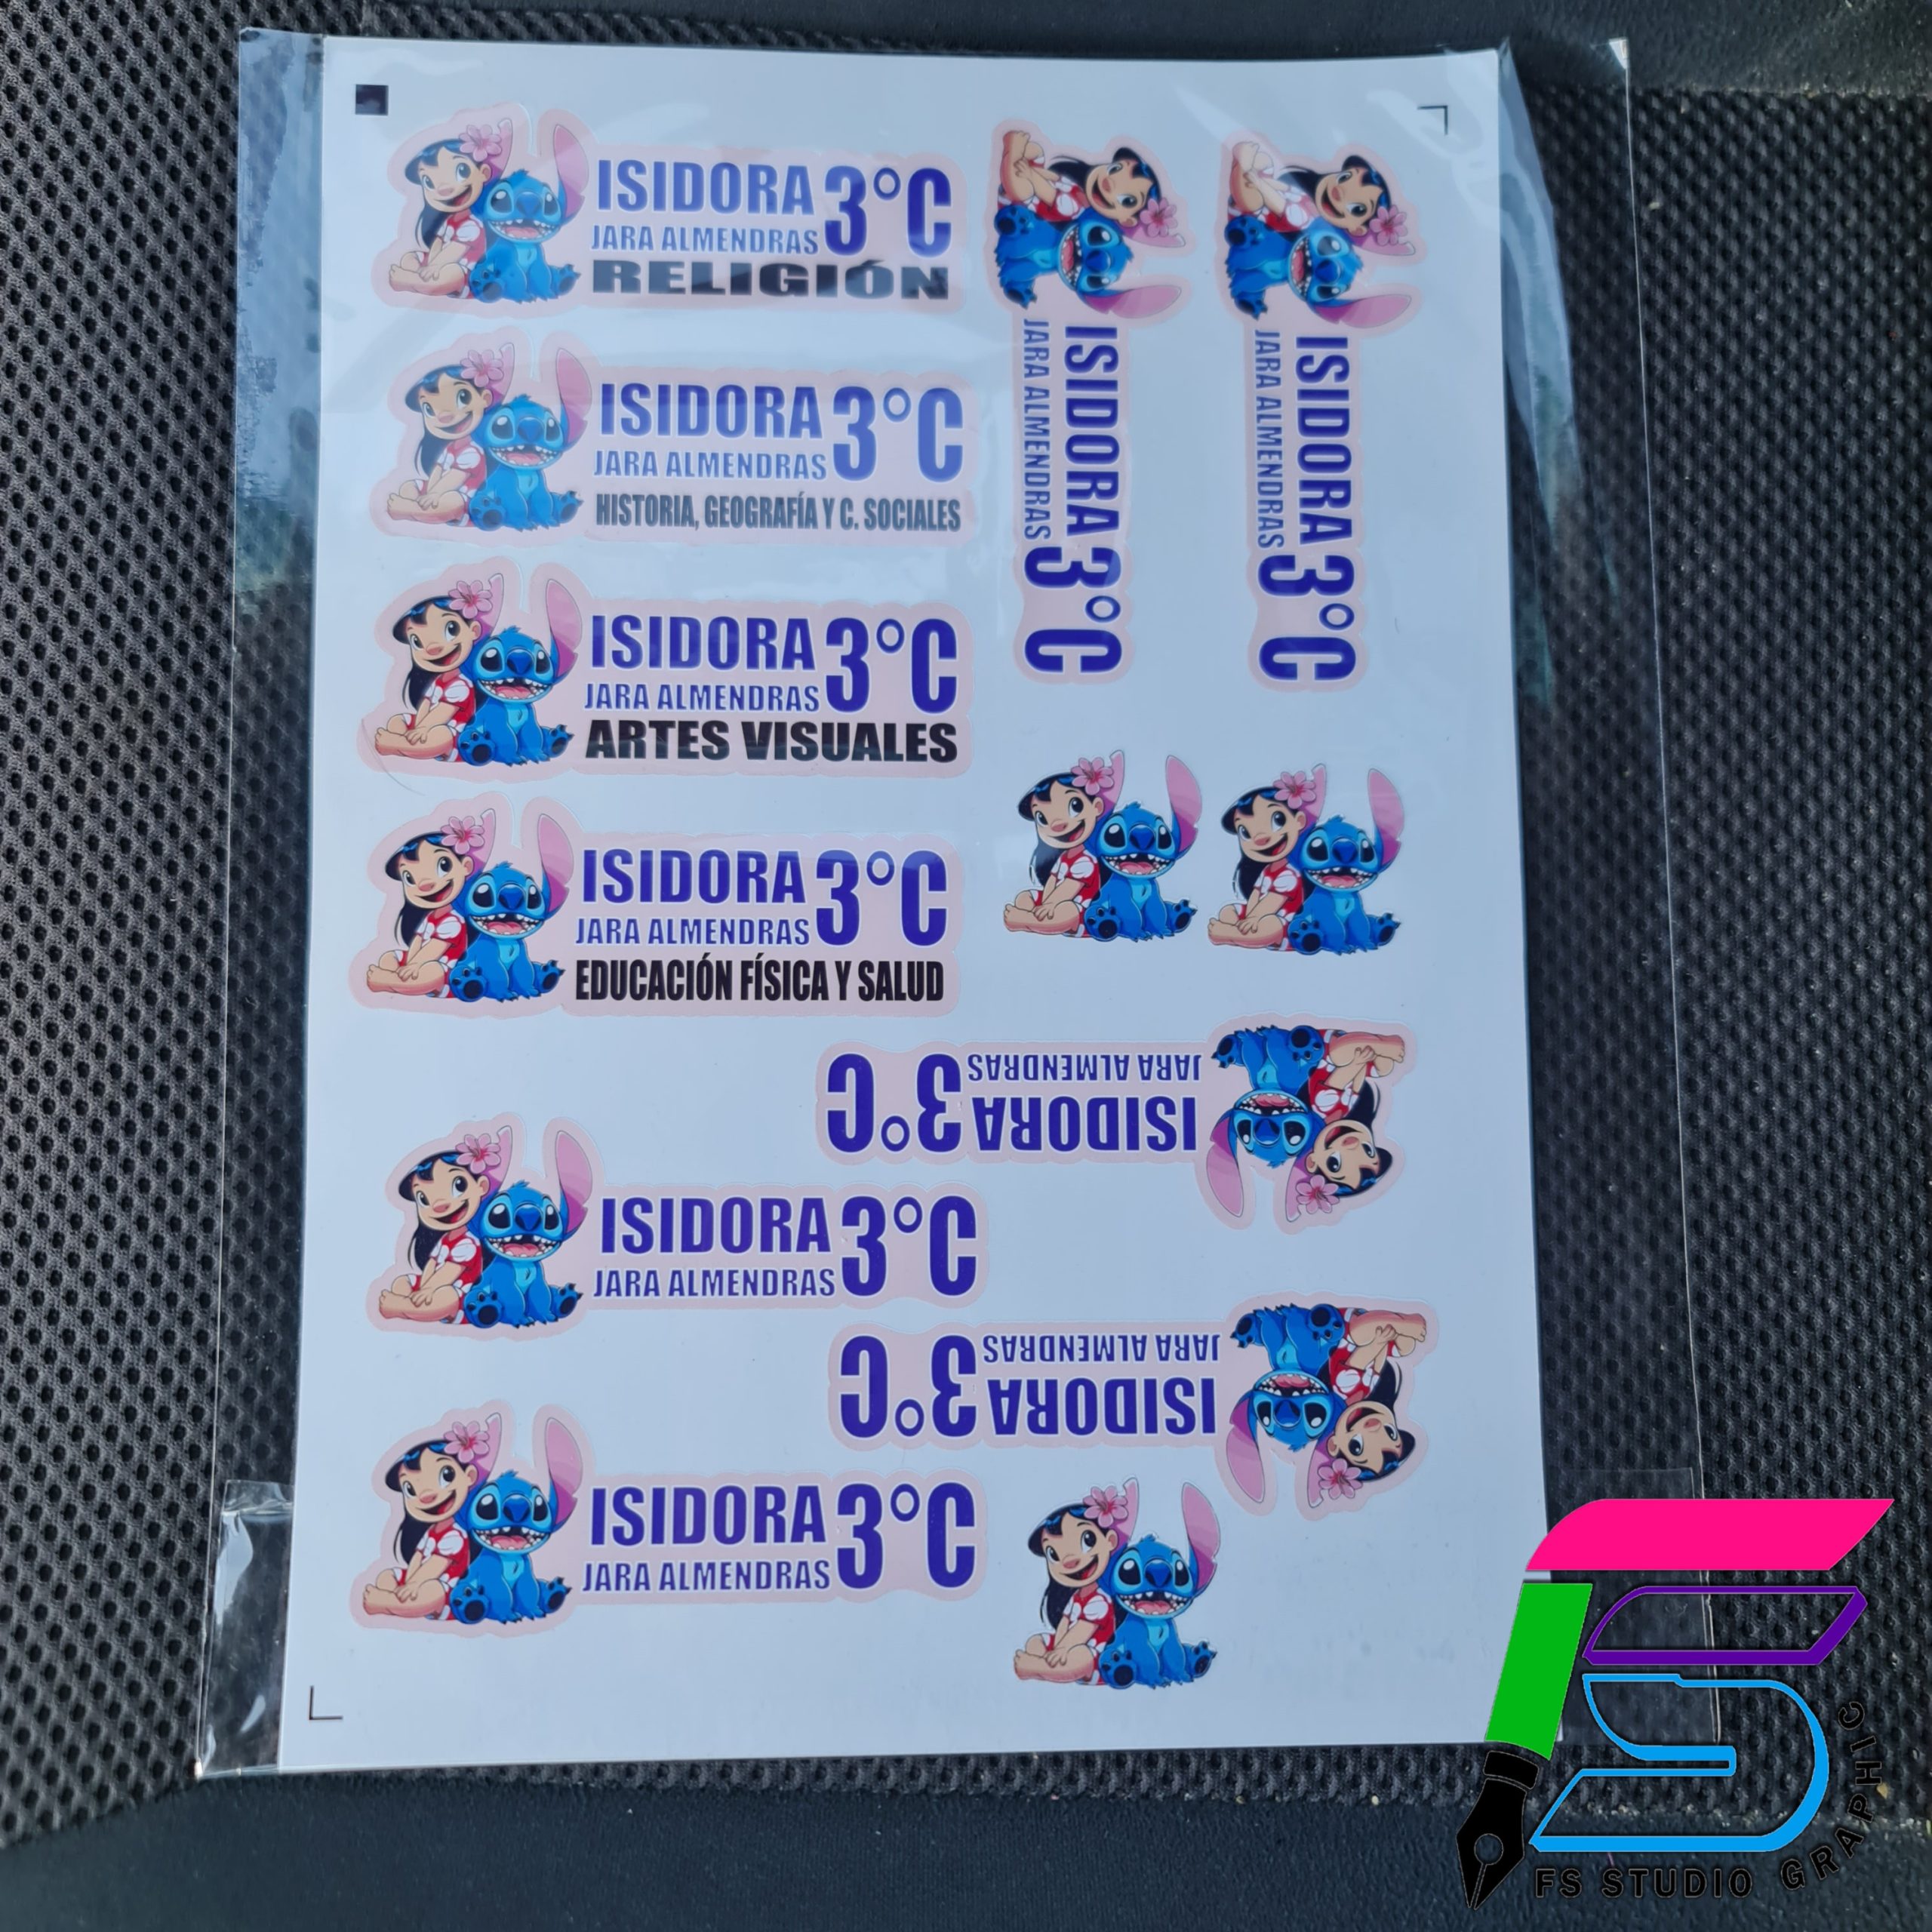 ISIDORA 3°C
JARA ALMENDRAS
RELIGIÓN
ISIDORA 3°C
JARA ALMENDRAS
HISTORIA, GEOGRAFÍA Y C. SOCIALES
ISIDORA 3°C
JARA ALMENDRAS
ARTES VISUALES
ISIDORA 3°C
JARA ALMENDRAS
EDUCACIÓN FÍSICA Y SALUD
ISIDORA 3°C
JARA ALMENDRAS
ISIDORA 3°C
JARA ALMENDRAS
ISIDORA 3°C
JARA ALMENDRAS
ISIDORA 3°C
JARA ALMENDRAS
ISIDORA 3°C
JARA ALMENDRAS
ISIDORA 3°C
JARA ALMENDRAS
FS STUDIO GRAPHIC